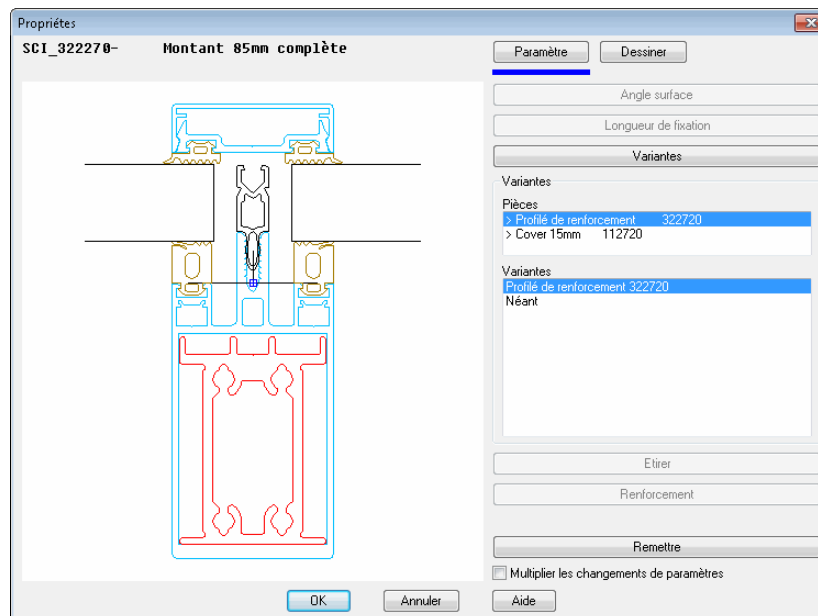 Propriétes
SCI_322270-    Montant 85mm complète
Paramètre    Dessiner
Angle surface
Longueur de fixation
Variantes
Variantes
Pièces
> Profilé de renforcement    322720
> Cover 15mm    112720
Variantes
Profilé de renforcement 322720
Néant
Etirer
Renforcement
Remettre
Multiplier les changements de paramètres
OK    Annuler    Aide